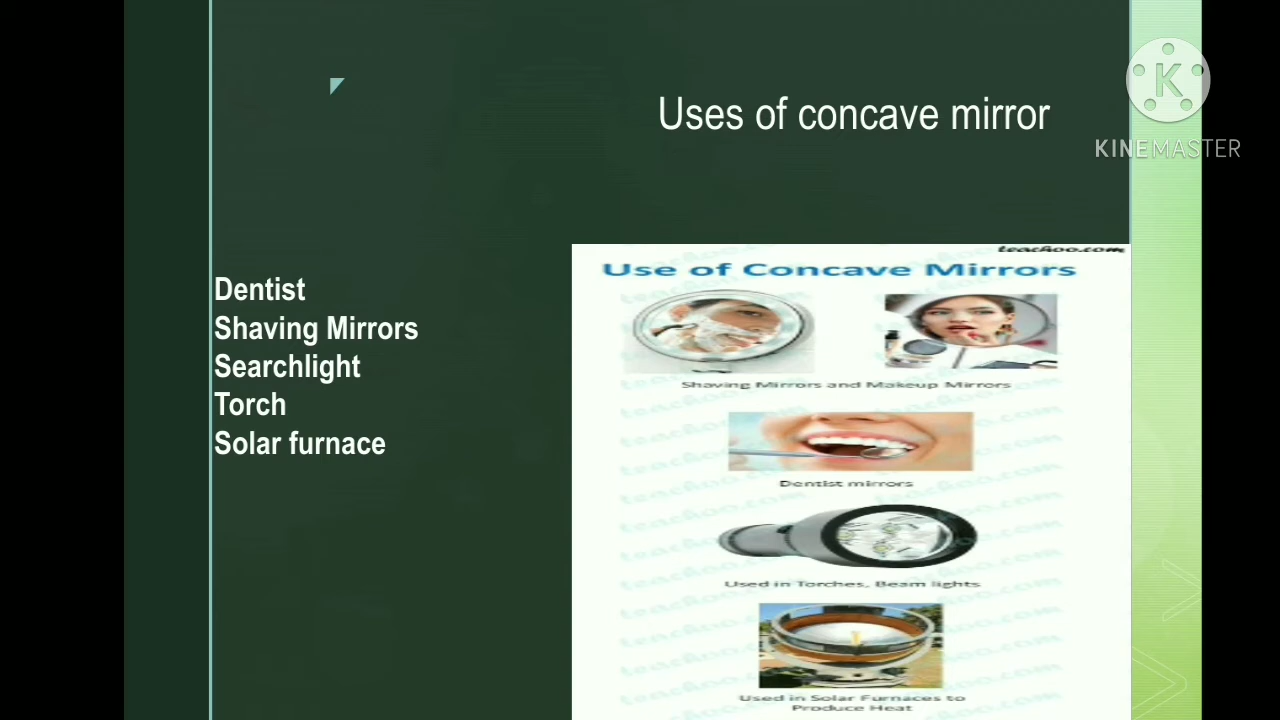 Uses of concave mirror
K
KINEMASTER
Dentist
Shaving Mirrors
Searchlight
Torch
Solar furnace
teachoo.com
Use of Concave Mirrors
Shaving Mirrors and Makeup Mirrors
Dentist mirrors
Used in Torches, Beam lights
Used in Solar Furnaces to
Produce Heat